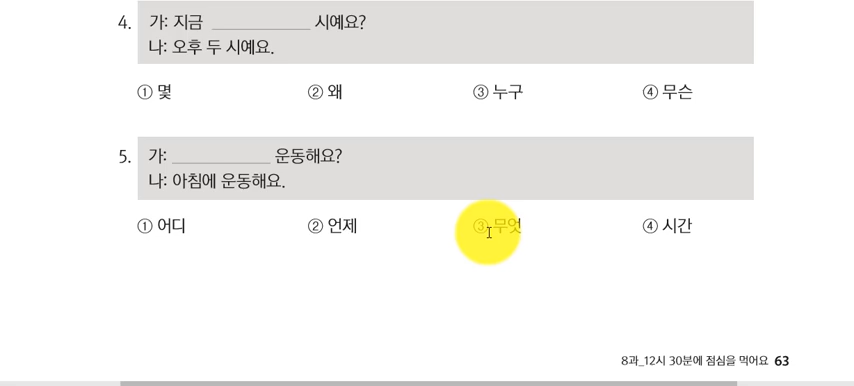 4. 가: 지금 __________ 시예요?
나: 오후 두 시예요.
① 몇 ② 왜 ③ 누구 ④ 무슨
5. 가: __________ 운동해요?
나: 아침에 운동해요.
① 어디 ② 언제 ③ 무엇 ④ 시간
8과_12시 30분에 점심을 먹어요 63